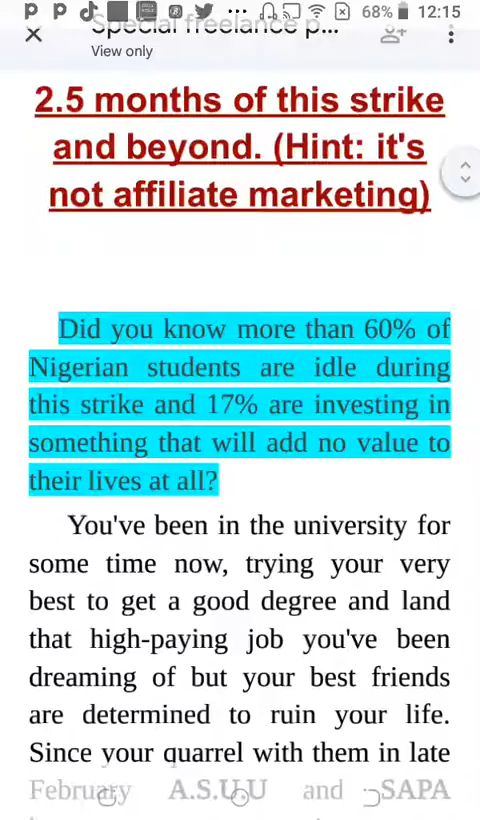 68% 12:15
Special freelance p...
View only
2.5 months of this strike
and beyond. (Hint: it's
not affiliate marketing)
Did you know more than 60% of
Nigerian students are idle during
this strike and 17% are investing in
something that will add no value to
their lives at all?
You've been in the university for
some time now, trying your very
best to get a good degree and land
that high-paying job you've been
dreaming of but your best friends
are determined to ruin your life.
Since your quarrel with them in late
February A.S.U.U and SAPA